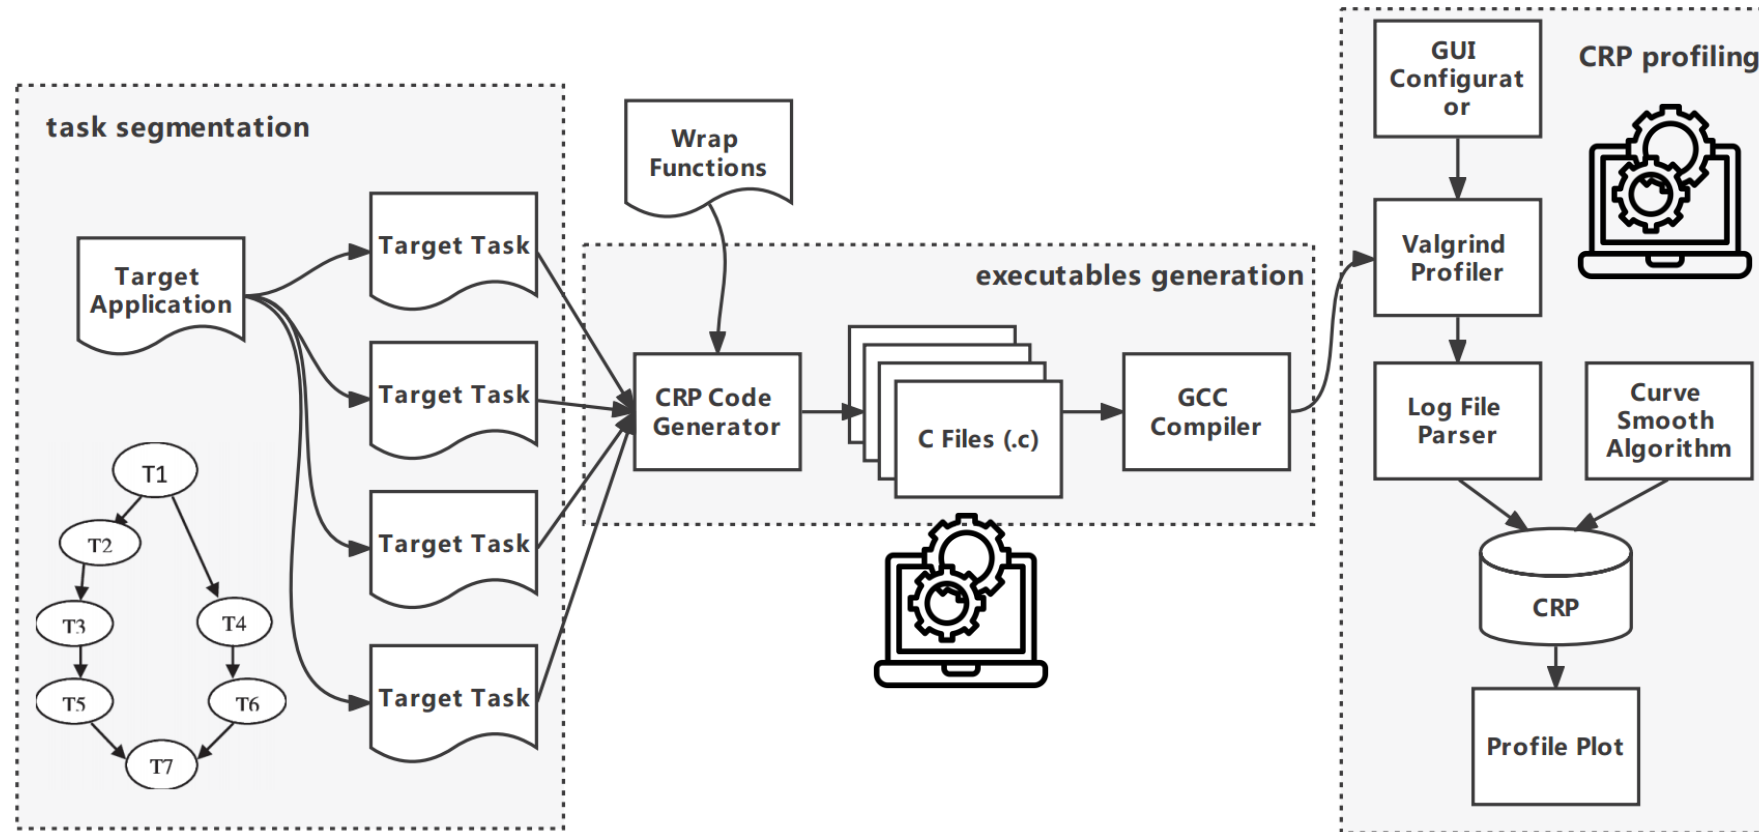 task segmentation
Target
Application
Target Task
Target Task
Target Task
Target Task
T1
T2
T3
T4
T5
T6
T7
Wrap
Functions
executables generation
CRP Code
Generator
C Files (.c)
GCC
Compiler
CRP profiling
GUI
Configurat
or
Valgrind
Profiler
Log File
Parser
Curve
Smooth
Algorithm
CRP
Profile Plot